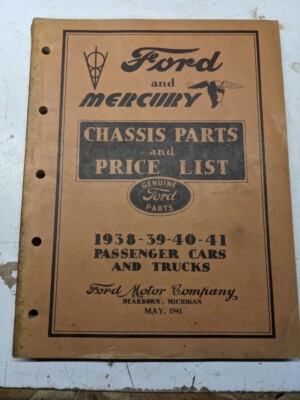 V8
Ford
and
MERCURY
CHASSIS PARTS
and
PRICE LIST
GENUINE
Ford
PARTS
1938-39-40-41
PASSENGER CARS
AND TRUCKS
Ford Motor Company
DEARBORN, MICHIGAN
MAY, 1941